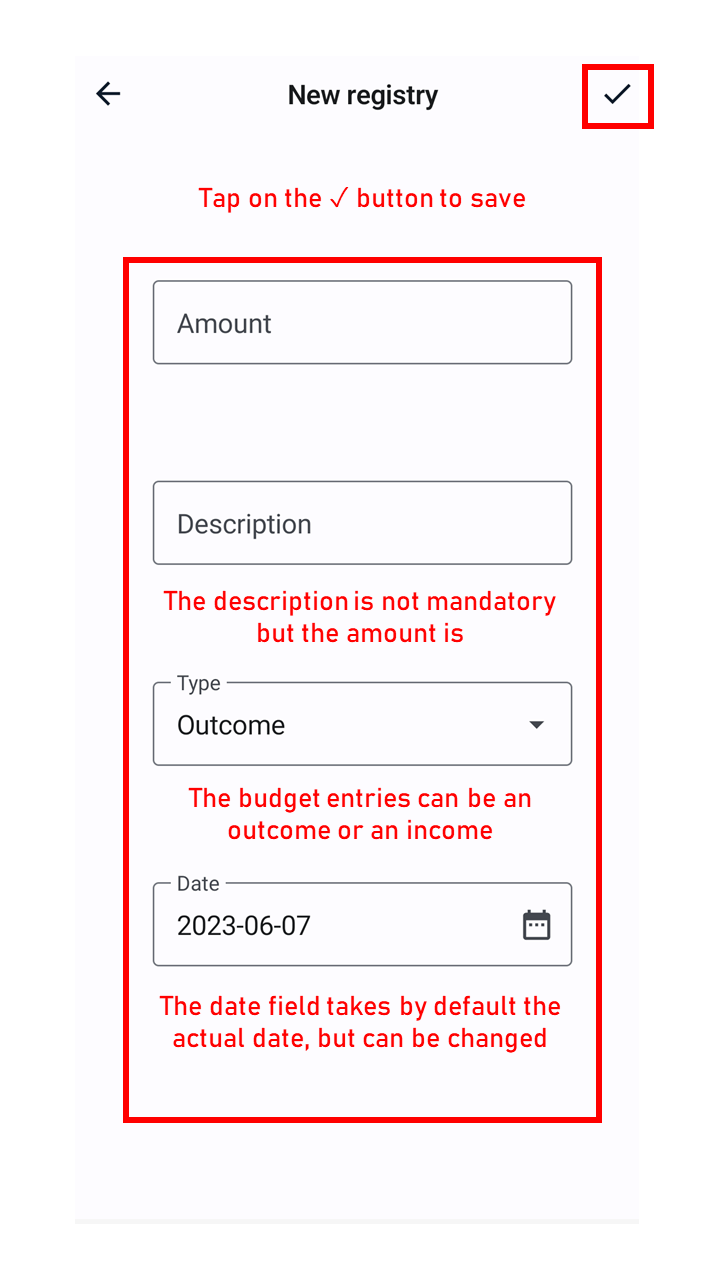 New registry
Tap on the ✓ button to save
Amount
Description
The description is not mandatory
but the amount is
Type
Outcome
The budget entries can be an
outcome or an income
Date
2023-06-07
The date field takes by default the
actual date, but can be changed